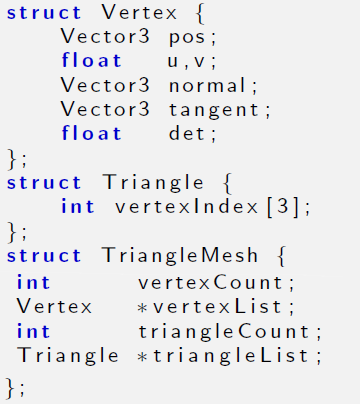 struct Vertex {
Vector3 pos;
float u,v;
Vector3 normal;
Vector3 tangent;
float det;
};
struct Triangle {
int vertexIndex[3];
};
struct TriangleMesh {
int vertexCount;
Vertex *vertexList;
int triangleCount;
Triangle *triangleList;
};